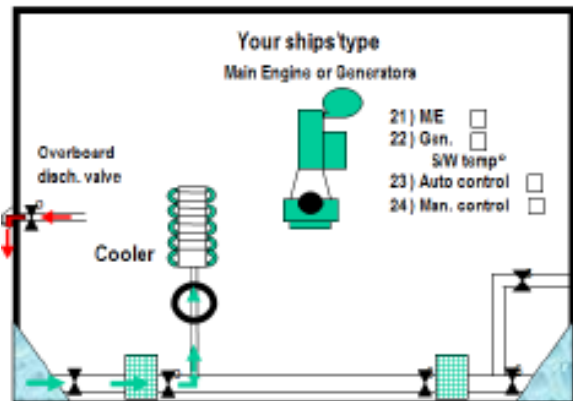 Your ships'type
Main Engine or Generators
21) M/E
22) Gen.
S/W tempº
23) Auto control
24) Man. control
Overboard
disch. valve
Cooler